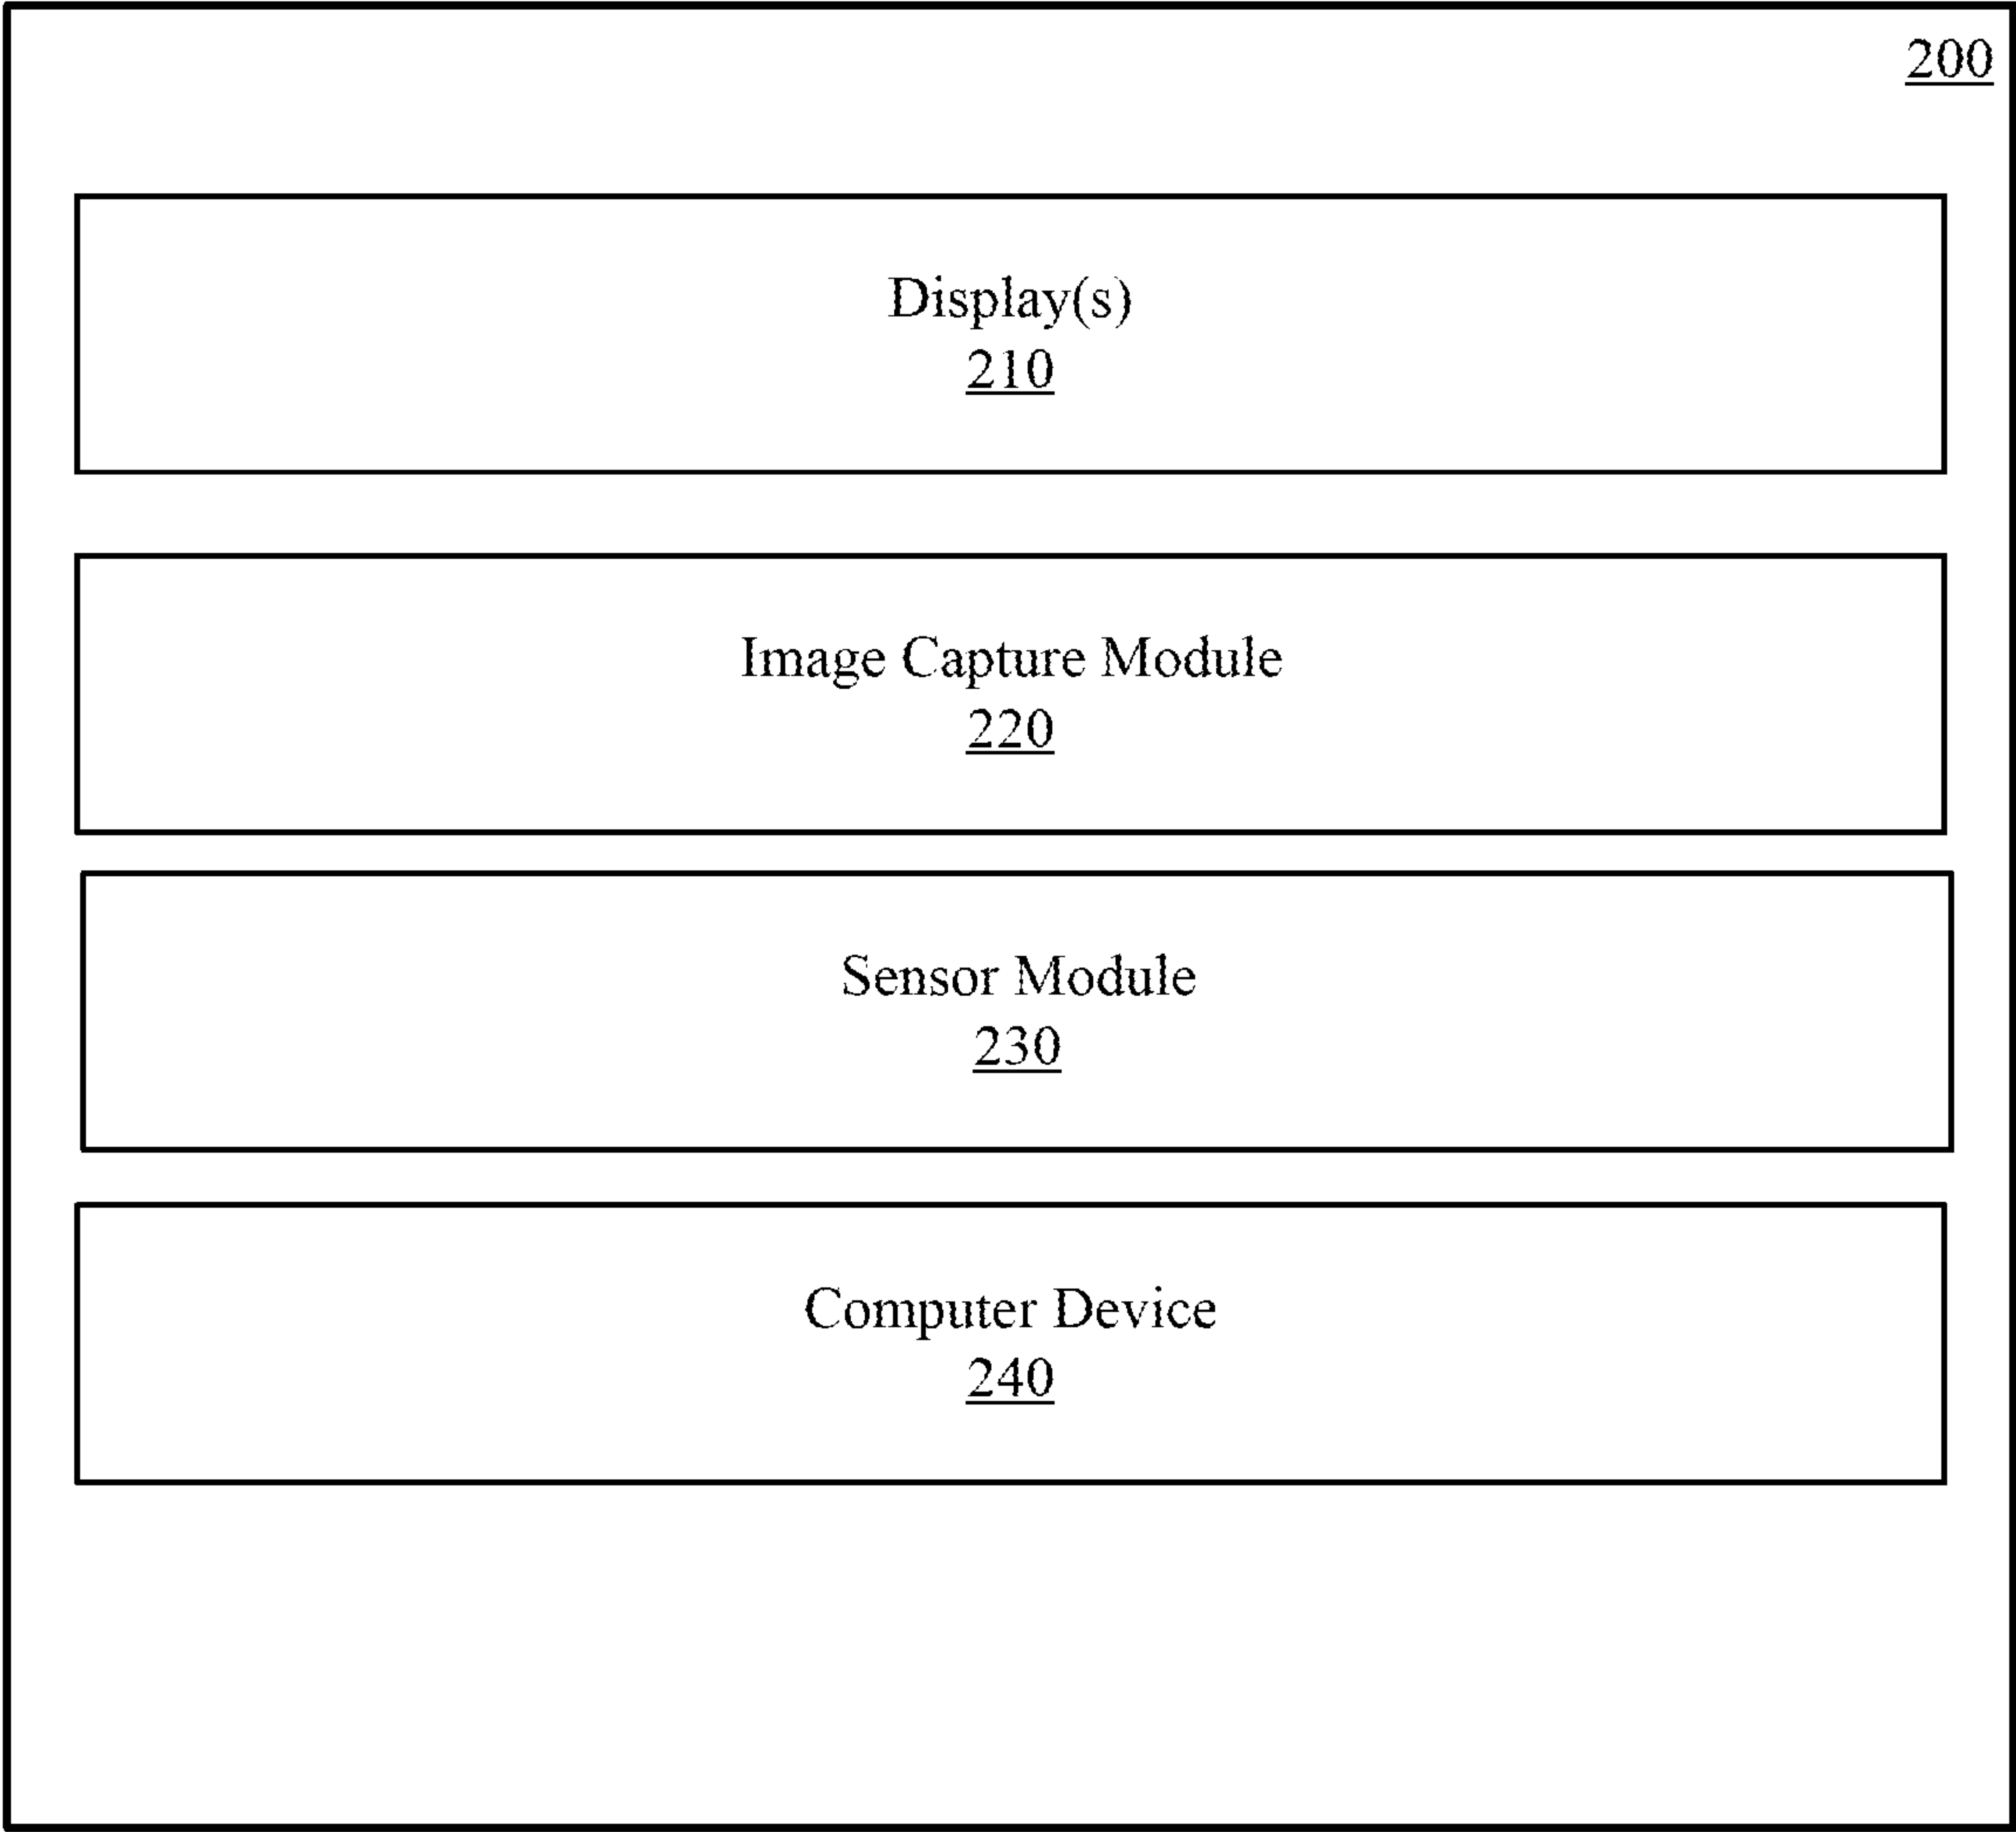 200
Display(s)
210
Image Capture Module
220
Sensor Module
230
Computer Device
240